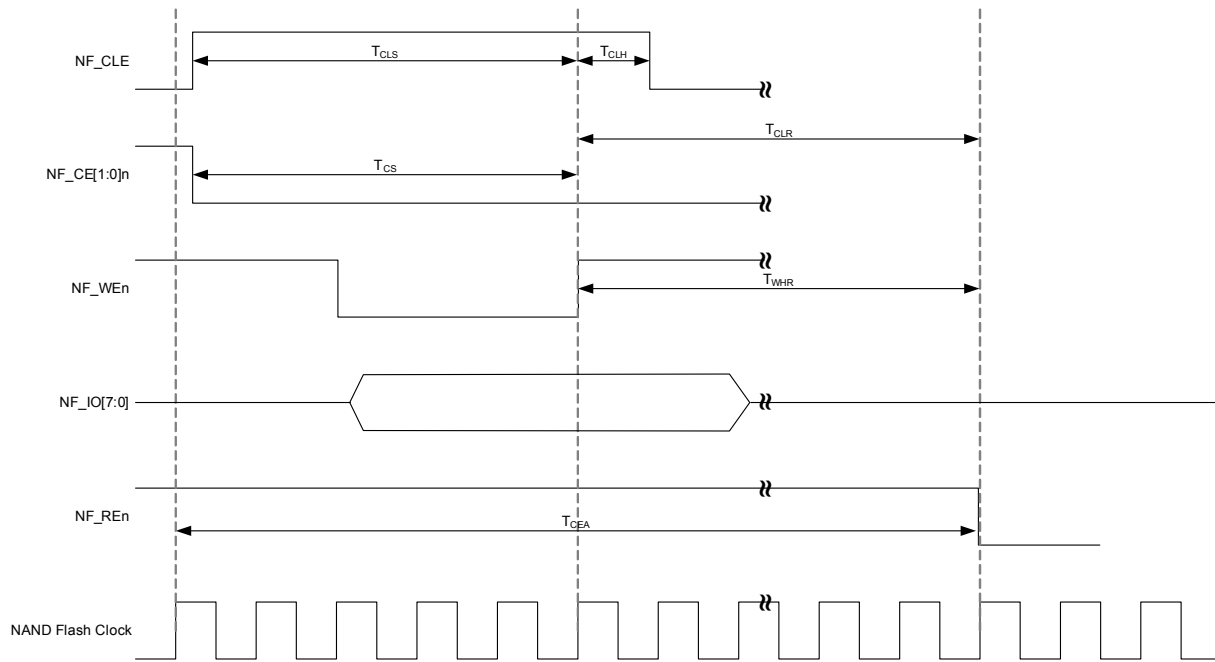 NF_CLE
T_CLS
T_CLH
T_CLR
NF_CE[1:0]n
T_CS
NF_WEn
T_WHR
NF_IO[7:0]
NF_REn
T_CEA
NAND Flash Clock